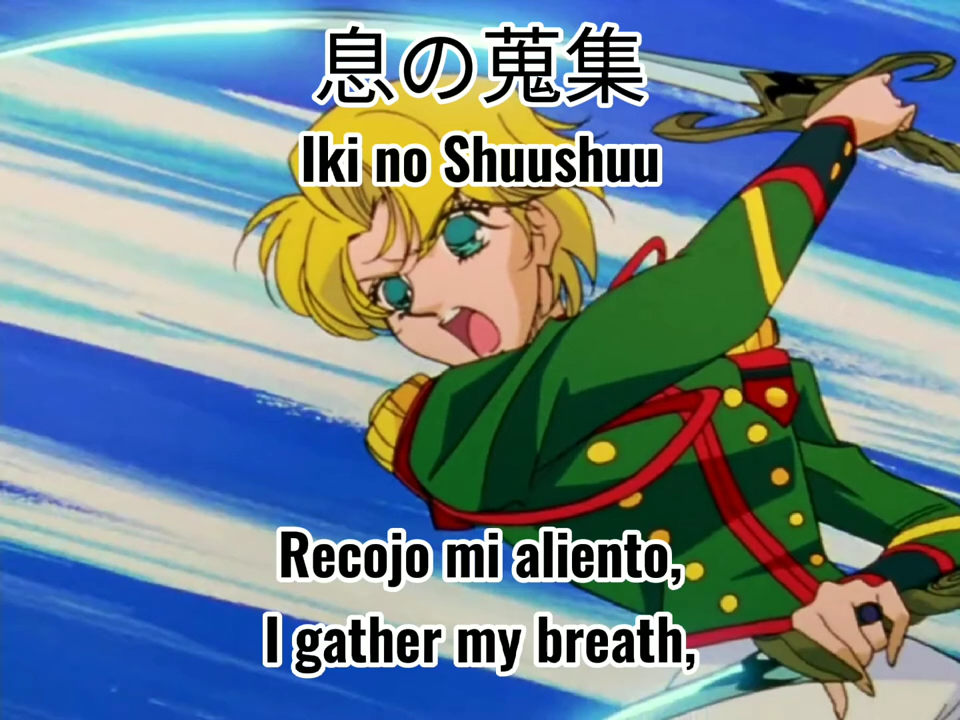 息の蒐集
Iki no Shuushuu
Recojo mi aliento,
I gather my breath,